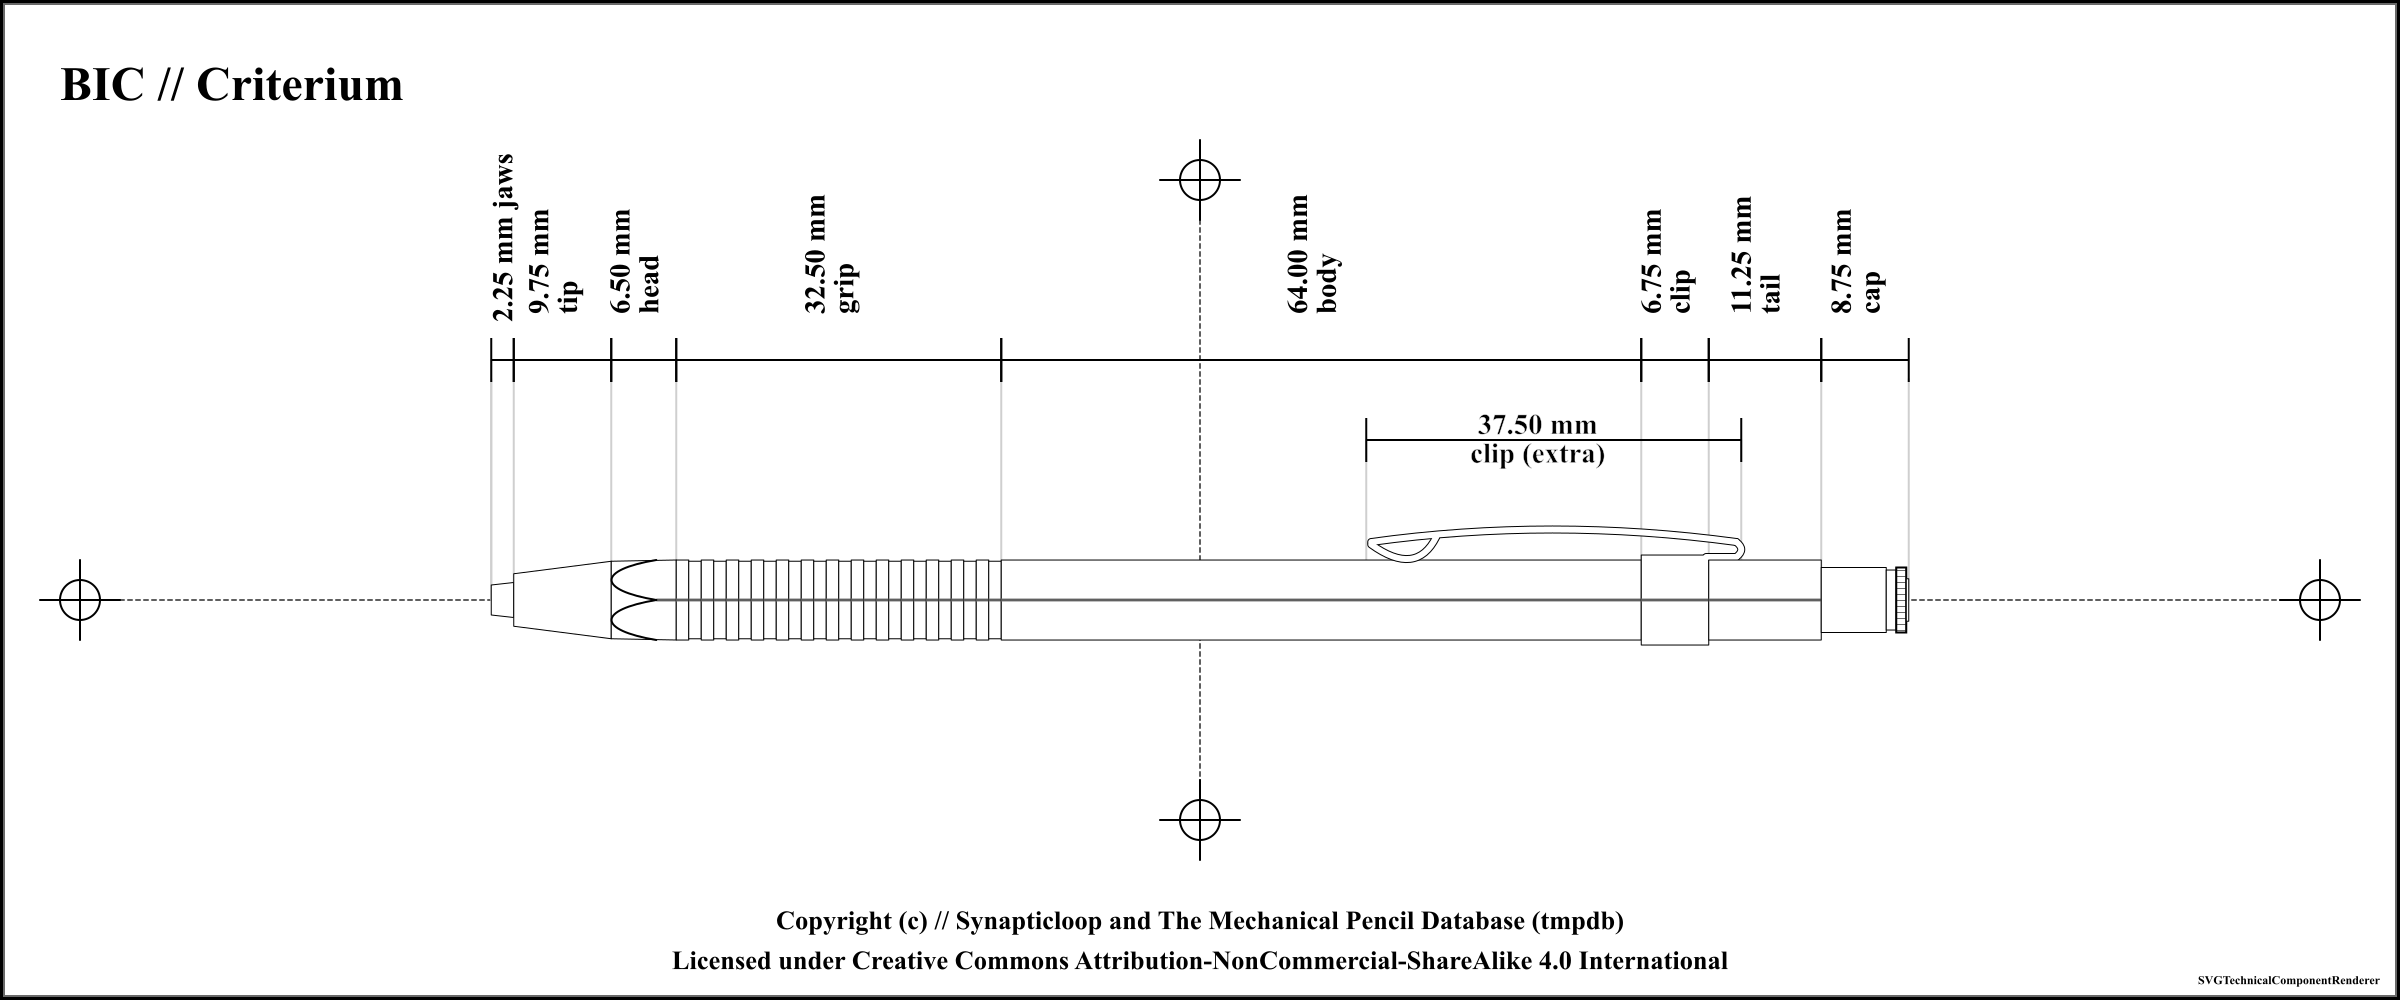 BIC // Criterium
2.25 mm jaws
9.75 mm
tip
6.50 mm
head
32.50 mm
grip
64.00 mm
body
6.75 mm
clip
11.25 mm
tail
8.75 mm
cap
37.50 mm
clip (extra)
Copyright (c) // Synapticloop and The Mechanical Pencil Database (tmpdb)
Licensed under Creative Commons Attribution-NonCommercial-ShareAlike 4.0 International
SVGTechnicalComponentRenderer